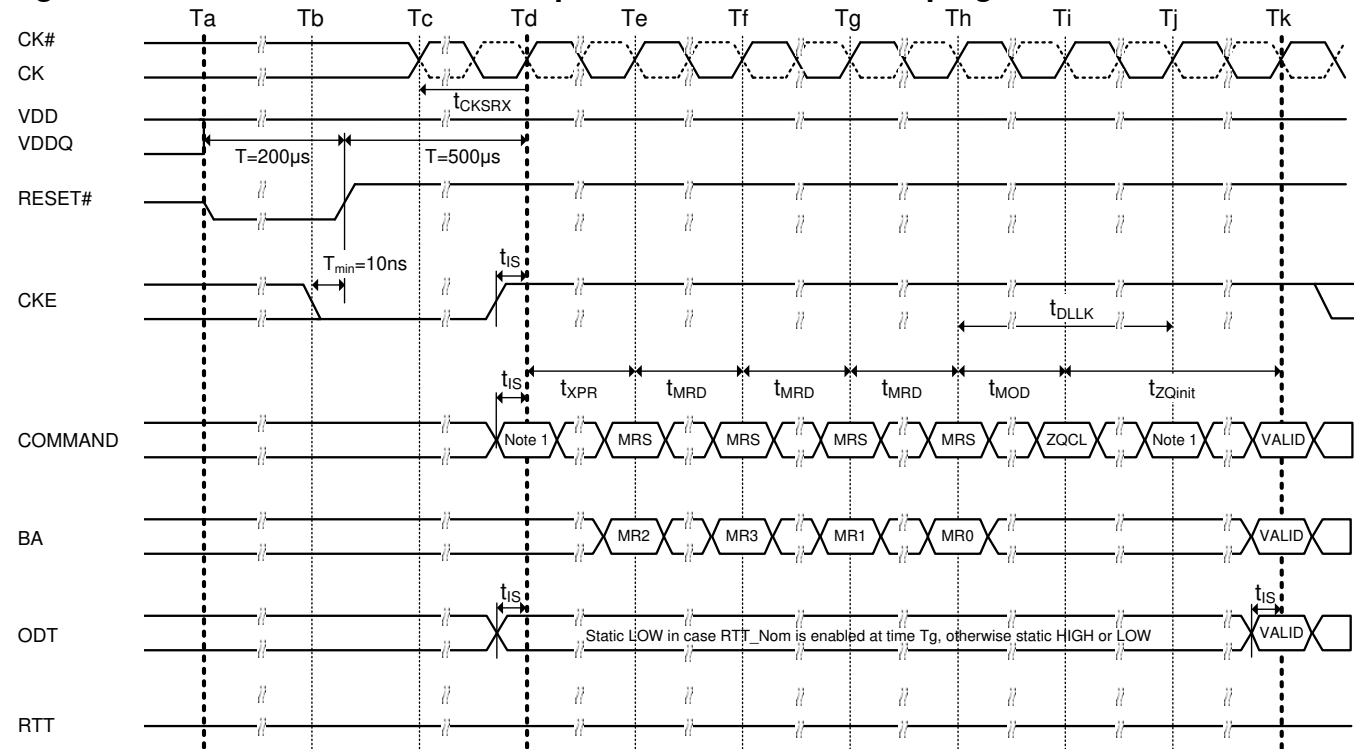 Ta Tb Tc Td Te Tf Tg Th Ti Tj Tk
CK#
CK
tCKSRX
VDD
VDDQ
T=200µs T=500µs
RESET#
Tmin=10ns tIS
CKE
tDLLK
tIS tXPR tMRD tMRD tMRD tMOD tZQinit
COMMAND Note 1 MRS MRS MRS MRS ZQCL Note 1 VALID
BA MR2 MR3 MR1 MR0 VALID
tIS tIS
ODT Static LOW in case RTT_Nom is enabled at time Tg, otherwise static HIGH or LOW VALID
RTT